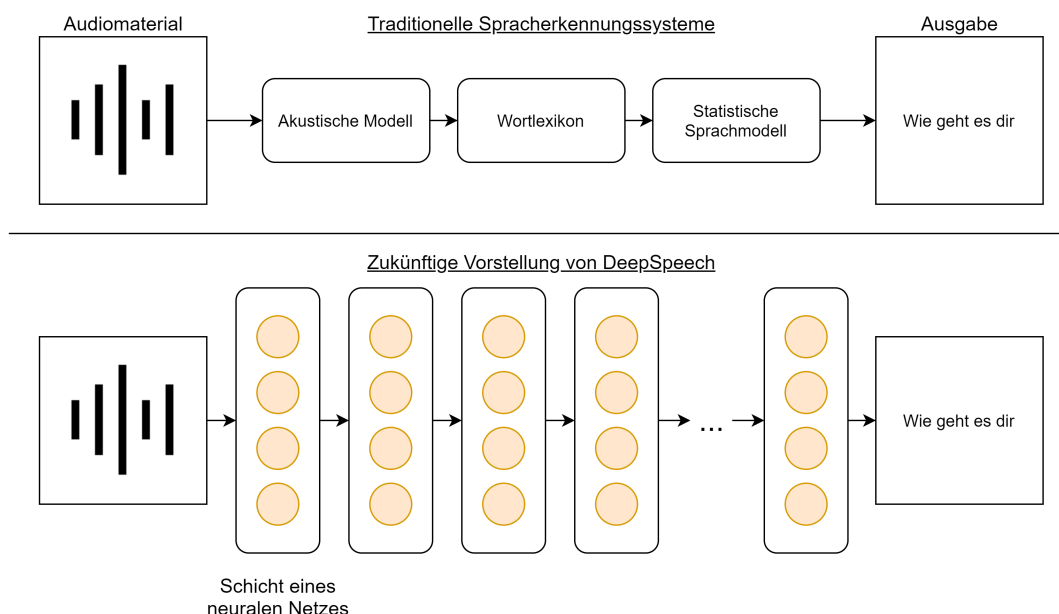 Audiomaterial
Traditionelle Spracherkennungssysteme
Ausgabe
Akustische Modell
Wortlexikon
Statistische
Sprachmodell
Wie geht es dir
Zukünftige Vorstellung von DeepSpeech
...
Wie geht es dir
Schicht eines
neuralen Netzes